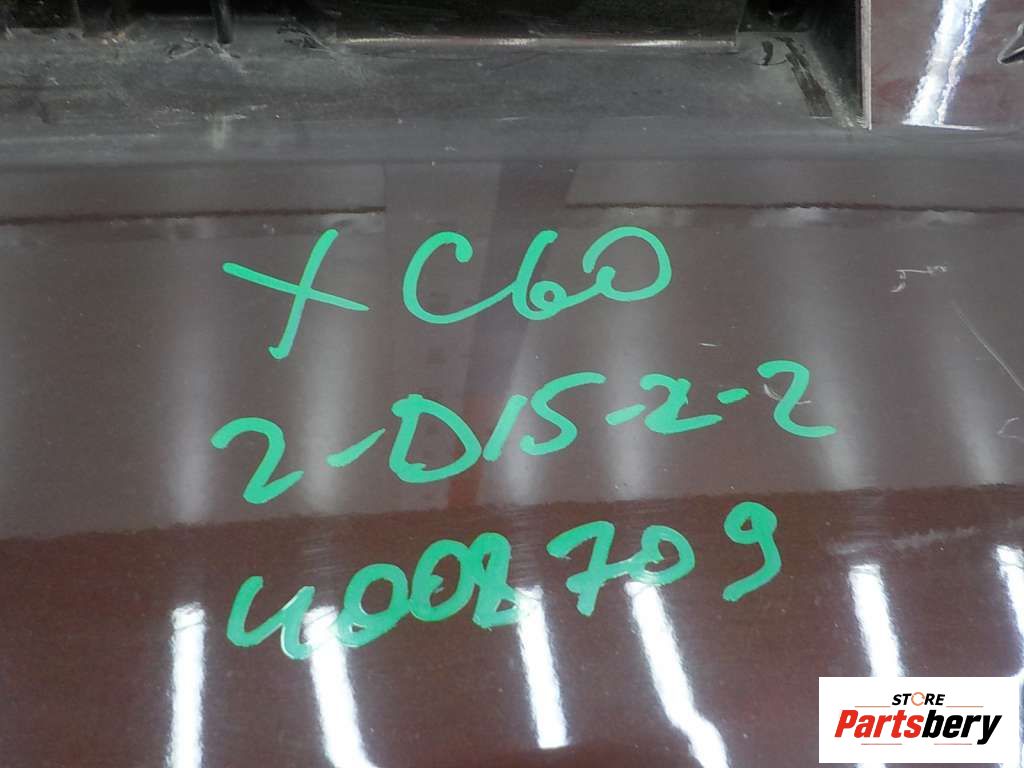 XC60
2-D15-2-2
4008709
STORE
Partsbery